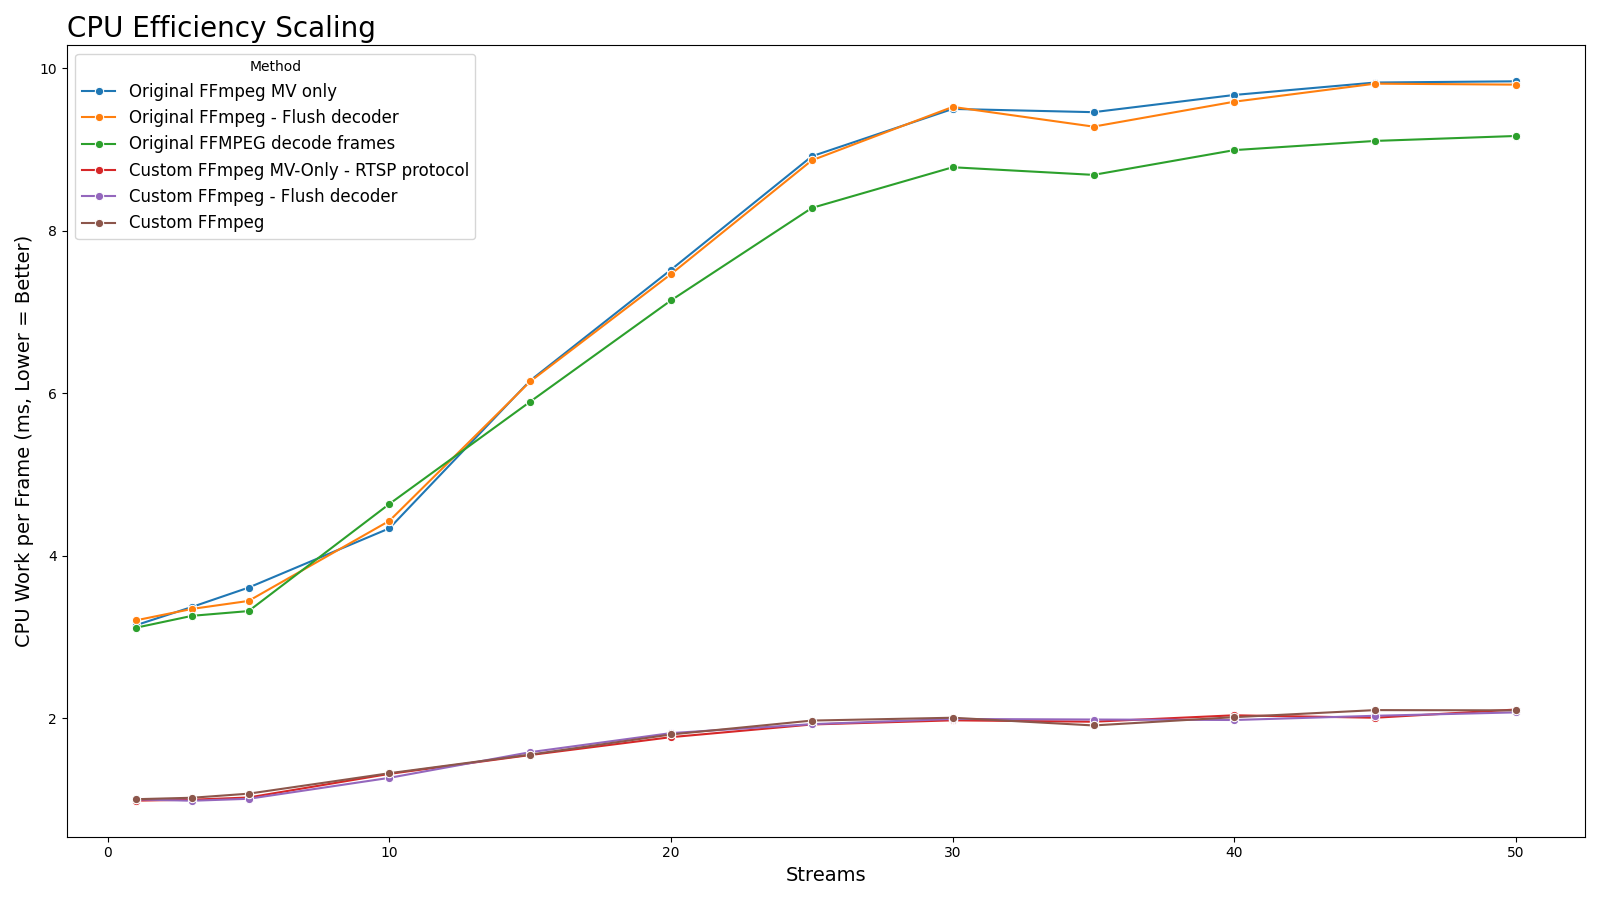 CPU Efficiency Scaling
Method
Original FFmpeg MV only
Original FFmpeg - Flush decoder
Original FFMPEG decode frames
Custom FFmpeg MV-Only - RTSP protocol
Custom FFmpeg - Flush decoder
Custom FFmpeg
CPU Work per Frame (ms, Lower = Better)
10
8
6
4
2
0
10
20
30
40
50
Streams